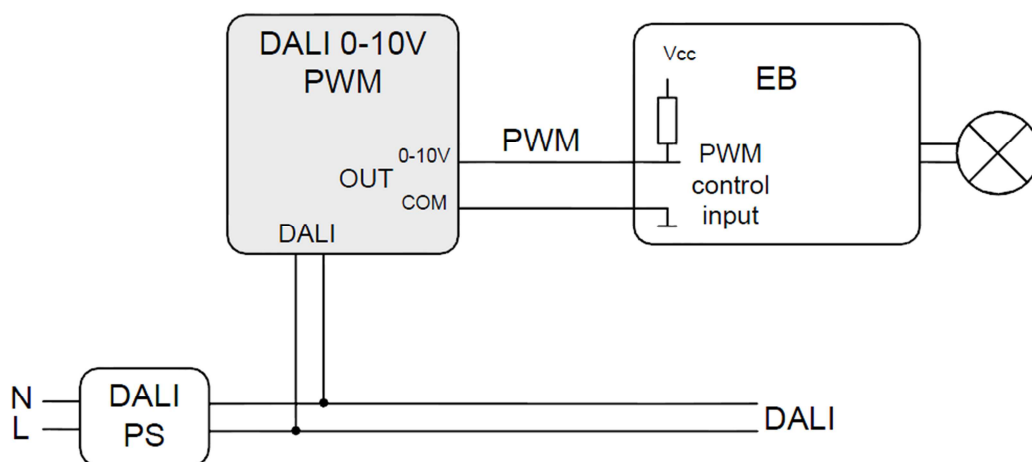 DALI 0-10V
PWM
0-10V
OUT
COM
DALI
PWM
Vcc
EB
PWM
control
input
N
L
DALI
PS
DALI